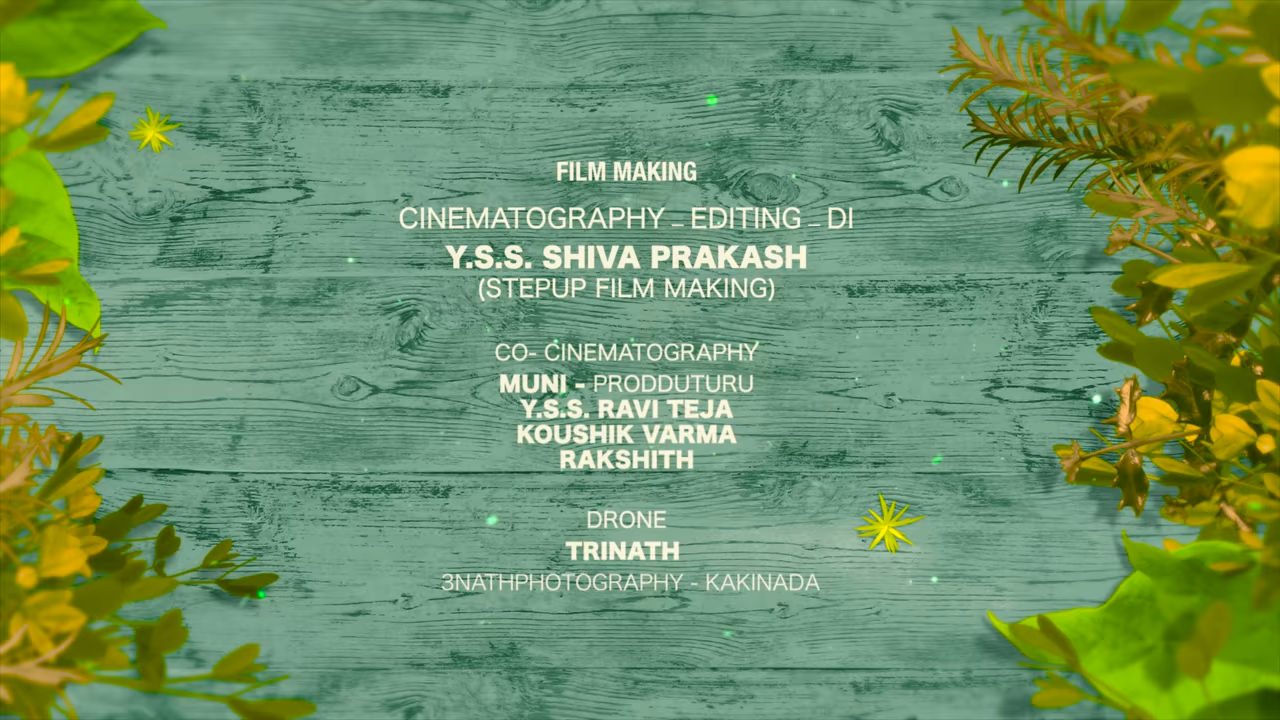 FILM MAKING
CINEMATOGRAPHY _ EDITING _ DI
Y.S.S. SHIVA PRAKASH
(STEPUP FILM MAKING)
CO- CINEMATOGRAPHY
MUNI - PRODDUTURU
Y.S.S. RAVI TEJA
KOUSHIK VARMA
RAKSHITH
DRONE
TRINATH
3NATHPHOTOGRAPHY - KAKINADA